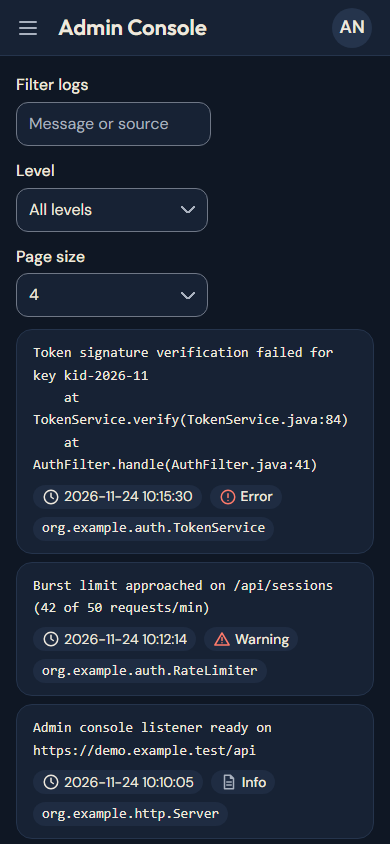 Admin Console
AN
Filter logs
Message or source
Level
All levels
Page size
4
Token signature verification failed for
key kid-2026-11
    at
TokenService.verify(TokenService.java:84)
    at
AuthFilter.handle(AuthFilter.java:41)
2026-11-24 10:15:30
Error
org.example.auth.TokenService
Burst limit approached on /api/sessions
(42 of 50 requests/min)
2026-11-24 10:12:14
Warning
org.example.auth.RateLimiter
Admin console listener ready on
https://demo.example.test/api
2026-11-24 10:10:05
Info
org.example.http.Server